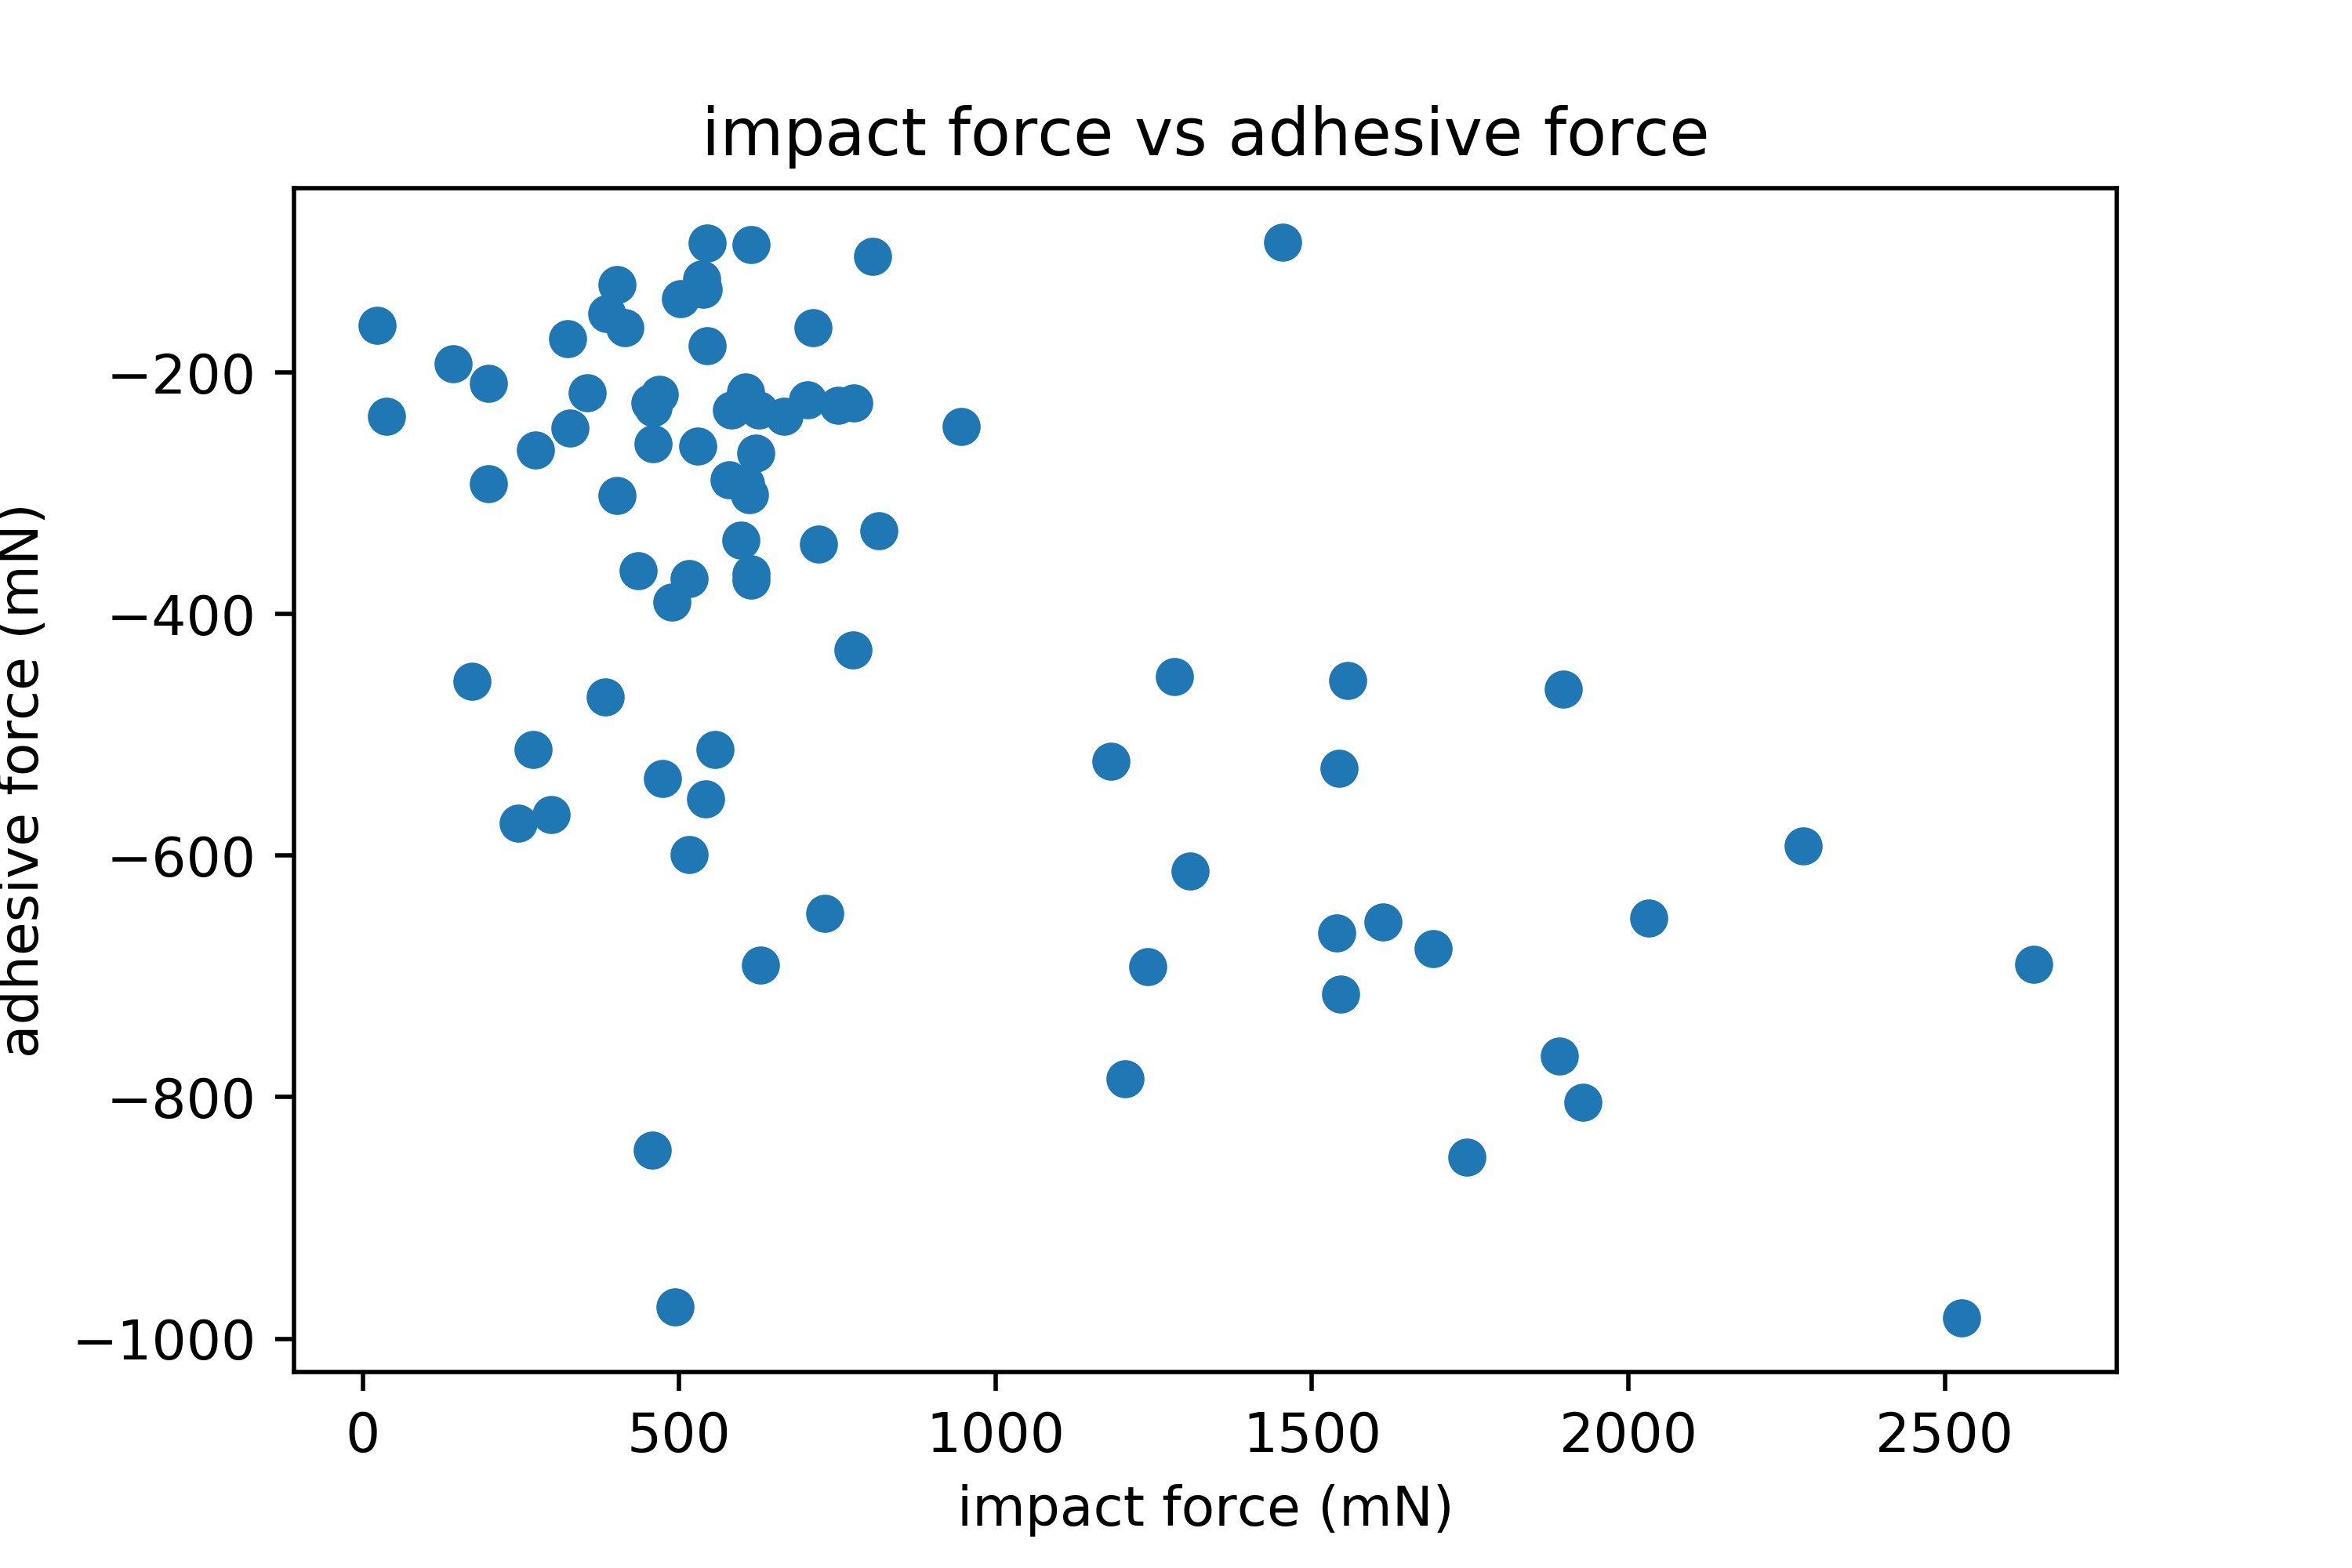 impact force vs adhesive force
adhesive force (mN)
−200
−400
−600
−800
−1000
0 500 1000 1500 2000 2500
impact force (mN)